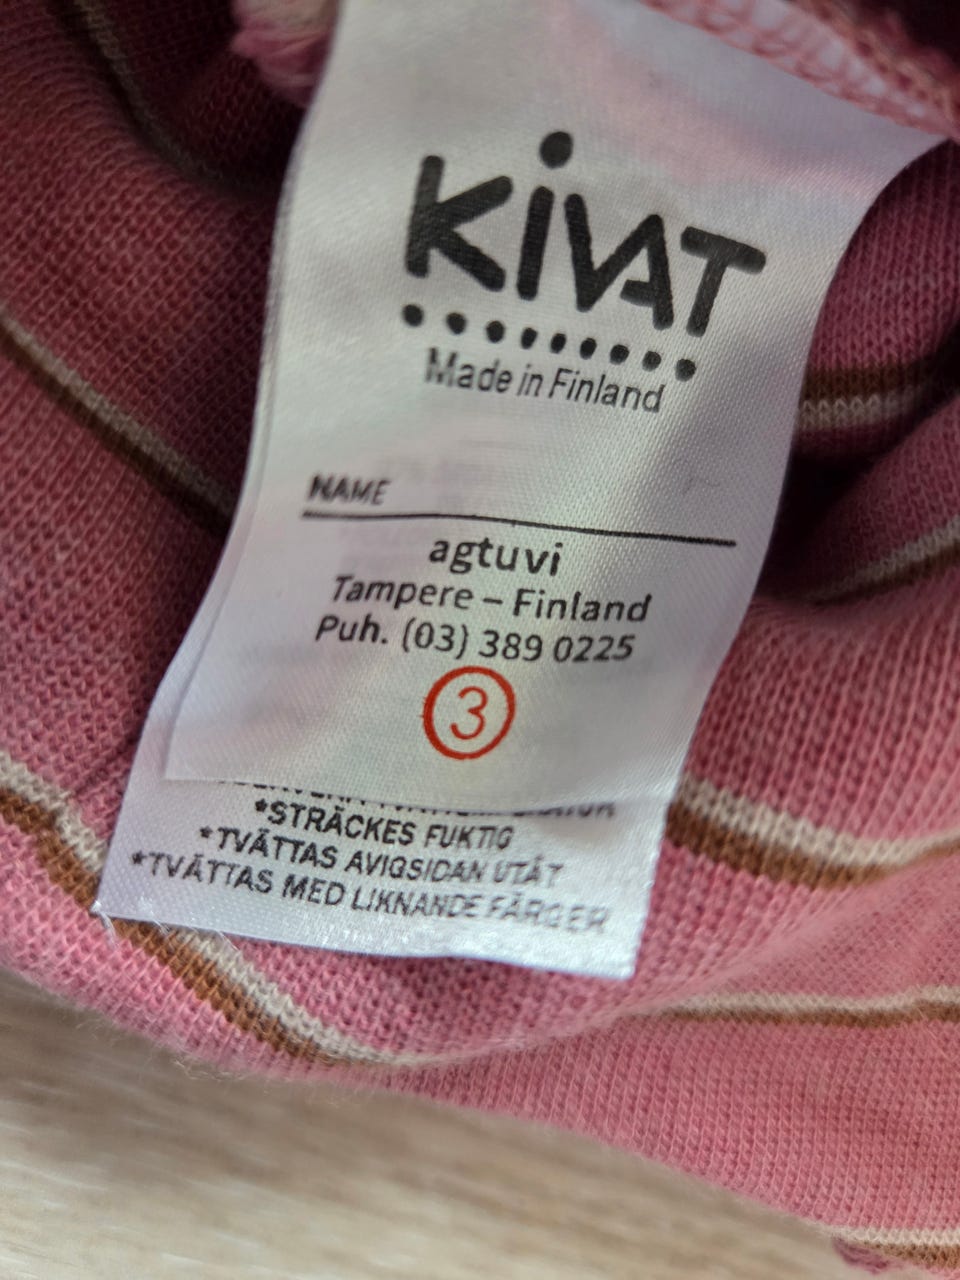 KiVAT
Made in Finland
NAME
agtuvi
Tampere – Finland
Puh. (03) 389 0225
3
*STRÄCKES FUKTIG
*TVÄTTAS AVIGSIDAN UTÅT
*TVÄTTAS MED LIKNANDE FÄRGER